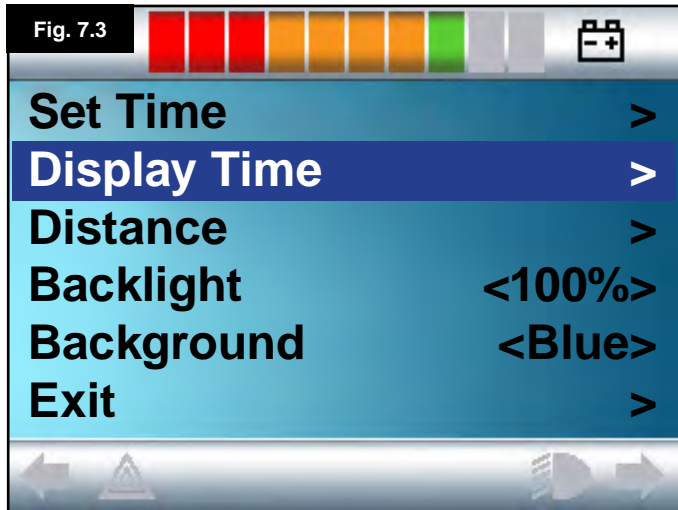 Fig. 7.3
Set Time >
Display Time >
Distance >
Backlight <100%>
Background <Blue>
Exit >